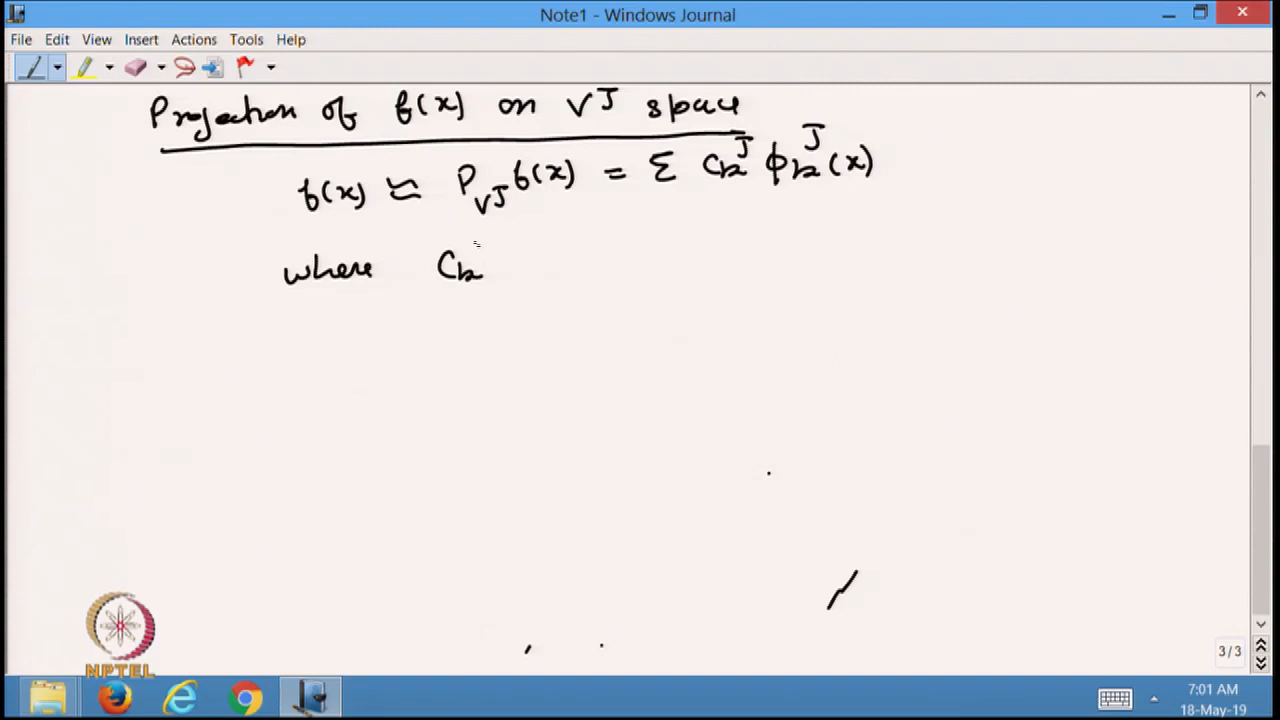 Note1 - Windows Journal
File Edit View Insert Actions Tools Help
Projection of f(x) on V^J space
f(x) ≃ P_{V^J} f(x) = Σ C_k^J ϕ_k^J(x)
where C_k
NPTEL
3/3
7:01 AM
18-May-19